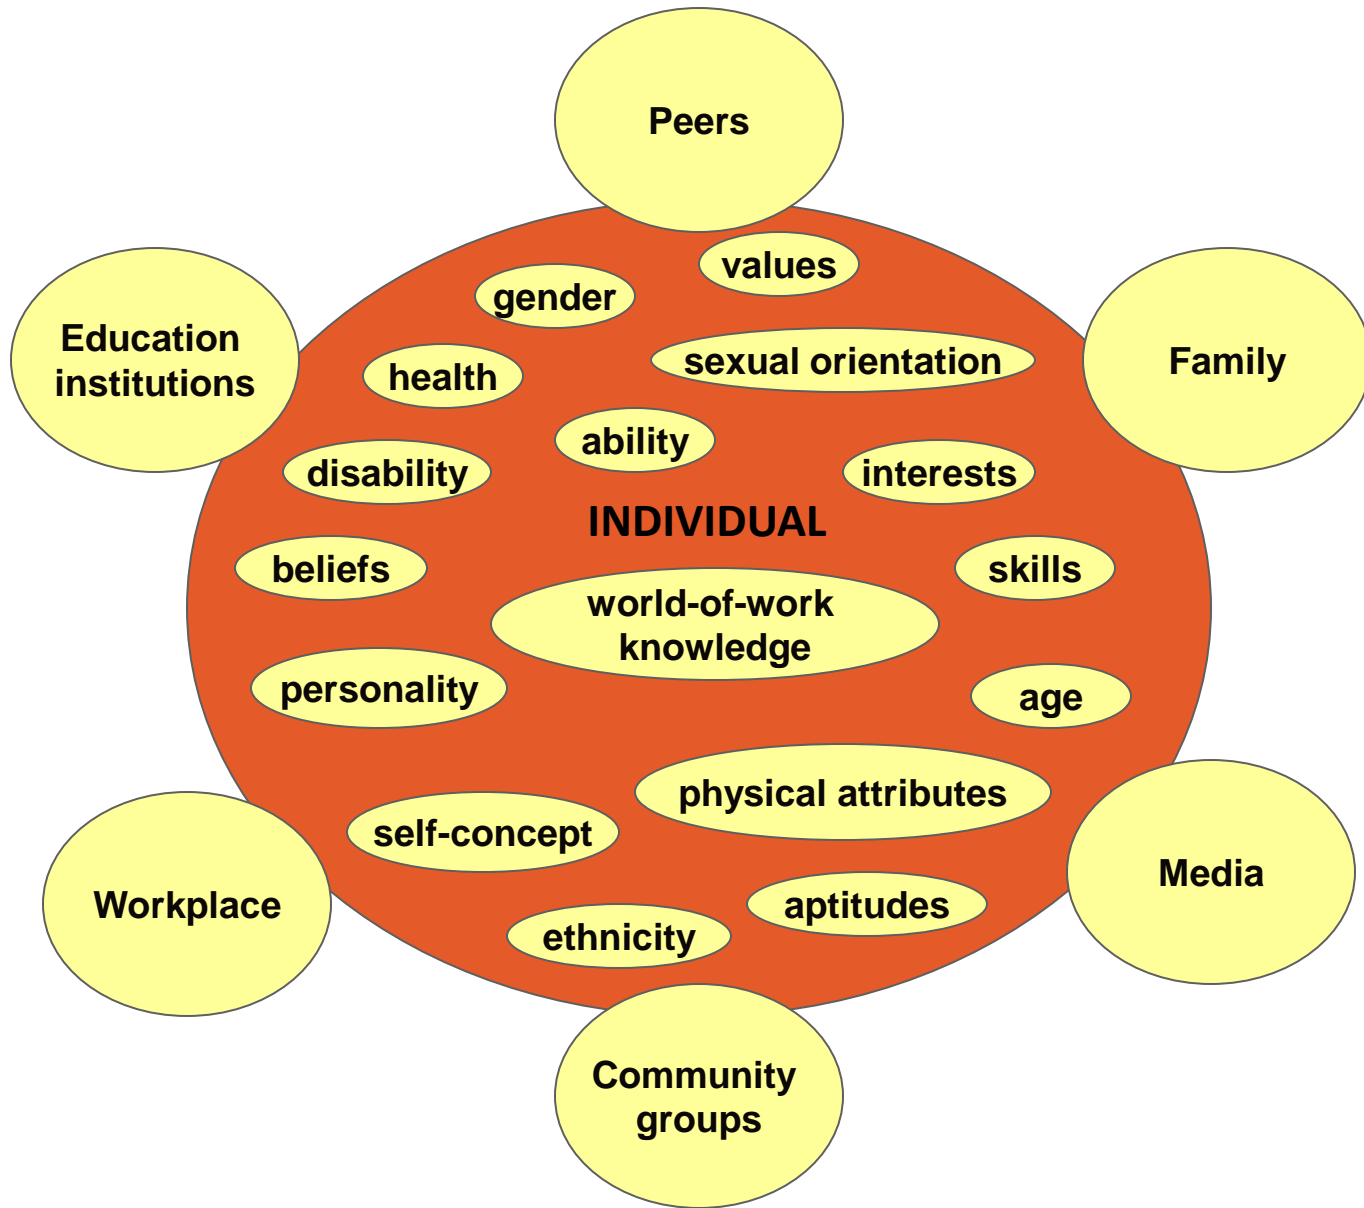 Peers
values
gender
Education
institutions
sexual orientation
Family
health
ability
disability
interests
INDIVIDUAL
beliefs
skills
world-of-work
knowledge
personality
age
physical attributes
self-concept
Media
Workplace
aptitudes
ethnicity
Community
groups